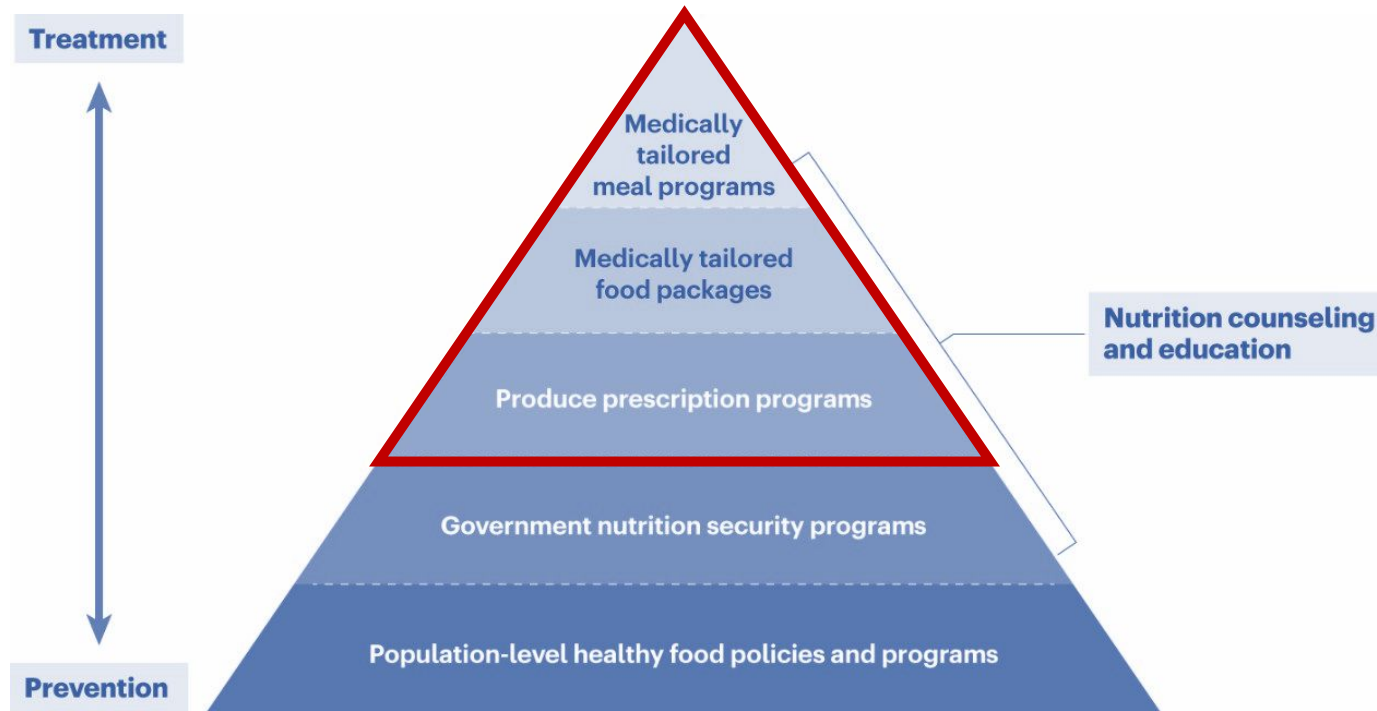 Treatment
Medically
tailored
meal programs
Medically tailored
food packages
Nutrition counseling
and education
Produce prescription programs
Government nutrition security programs
Population-level healthy food policies and programs
Prevention